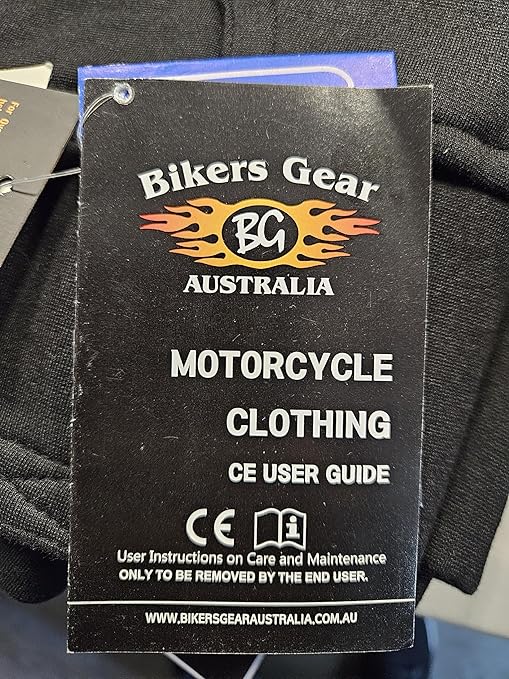 Bikers Gear
BG
AUSTRALIA
MOTORCYCLE
CLOTHING
CE USER GUIDE
CE i
User Instructions on Care and Maintenance
ONLY TO BE REMOVED BY THE END USER.
WWW.BIKERSGEARAUSTRALIA.COM.AU